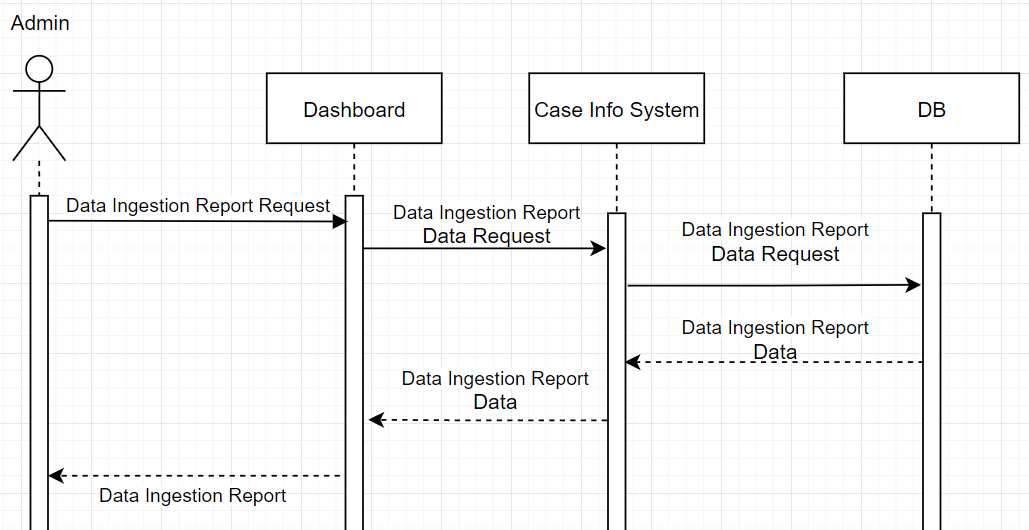 Admin
Dashboard
Case Info System
DB
Data Ingestion Report Request
Data Ingestion Report
Data Request
Data Ingestion Report
Data Request
Data Ingestion Report
Data
Data Ingestion Report
Data
Data Ingestion Report